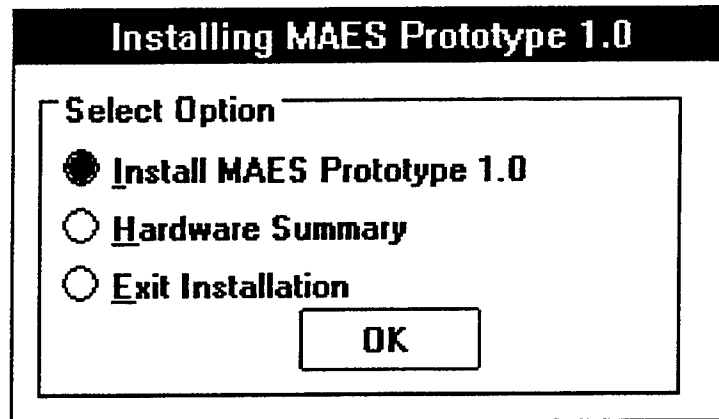 Installing MAES Prototype 1.0
Select Option
Install MAES Prototype 1.0
Hardware Summary
Exit Installation
OK